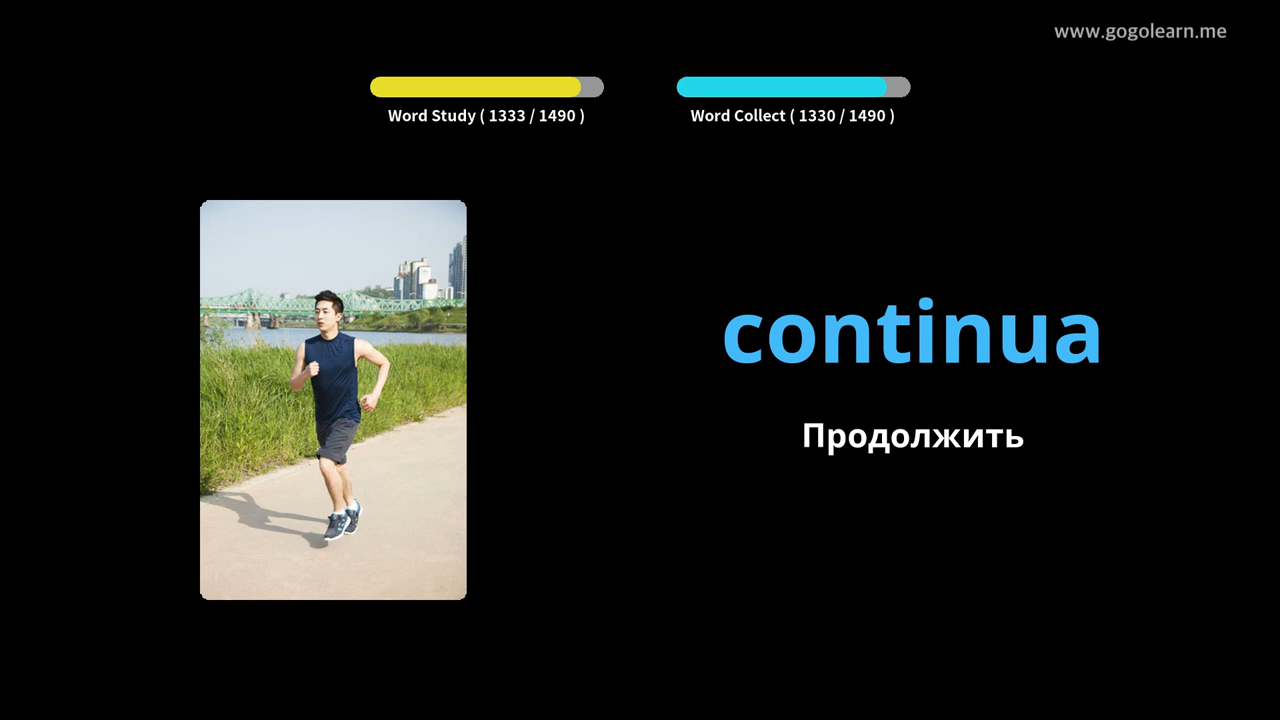 www.gogolearn.me
Word Study ( 1333 / 1490 )
Word Collect ( 1330 / 1490 )
continua
Продолжить